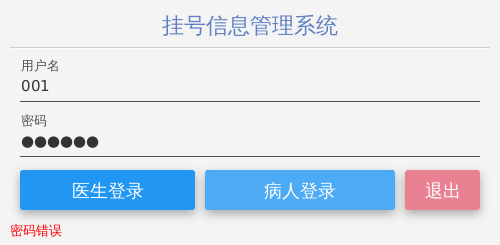 挂号信息管理系统
用户名
001
密码
●●●●●●
医生登录 病人登录 退出
密码错误